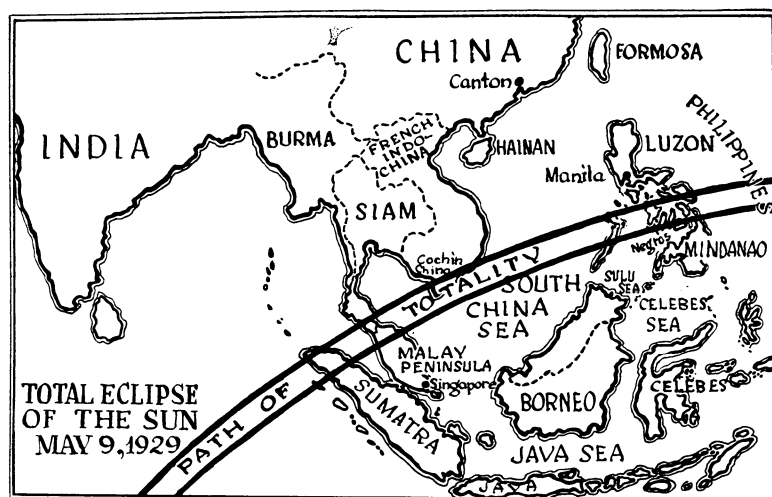 CHINA
FORMOSA
Canton
PHILIPPINES
INDIA
BURMA
FRENCH
INDO-
CHINA
HAINAN
LUZON
Manila
SIAM
Cochin
China
Negros
MINDANAO
SULU
SEA
SOUTH
CHINA
SEA
CELEBES
SEA
PATH OF TOTALITY
MALAY
PENINSULA
Singapore
CELEBES
BORNEO
SUMATRA
TOTAL ECLIPSE
OF THE SUN
MAY 9, 1929
JAVA SEA
JAVA